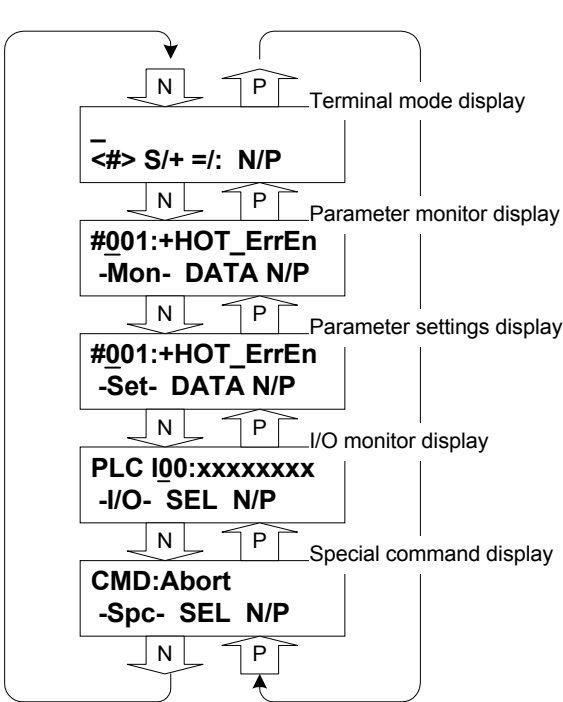 N P
Terminal mode display
_
<#> S/+ =/: N/P
N P
Parameter monitor display
#001:+HOT_ErrEn
-Mon- DATA N/P
N P
Parameter settings display
#001:+HOT_ErrEn
-Set- DATA N/P
N P
I/O monitor display
PLC I00:xxxxxxxx
-I/O- SEL N/P
N P
Special command display
CMD:Abort
-Spc- SEL N/P
N P